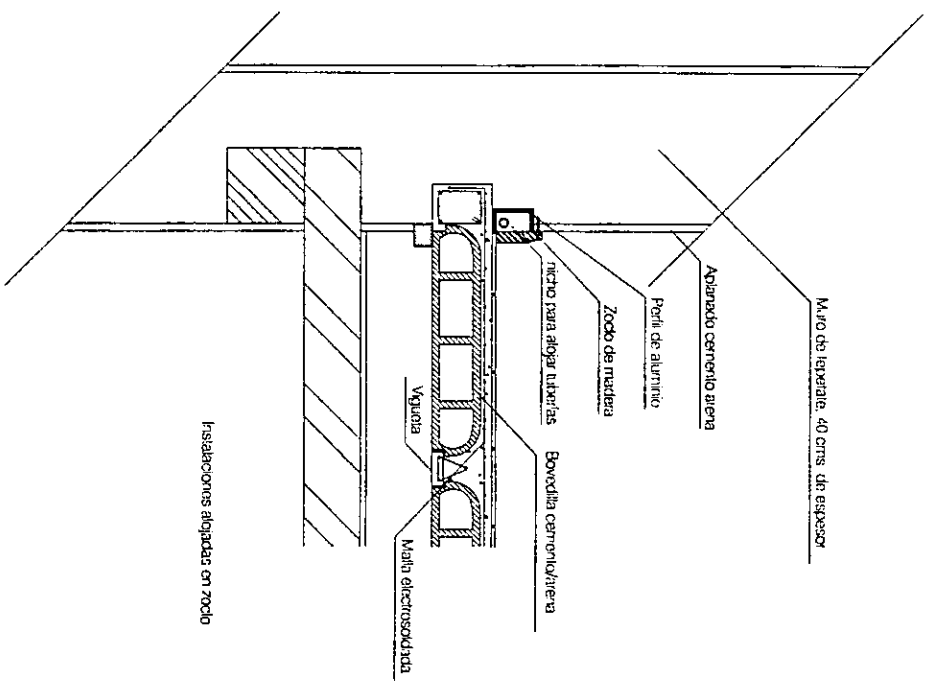 Muro de tepetate, 40 cms. de espesor
Aplanado cemento arena
Perfil de aluminio
Zoclo de madera
nicho para alojar tuberías
Bovedilla cemento/arena
Vigueta
Malla electrosoldada
Instalaciones alojadas en zoclo